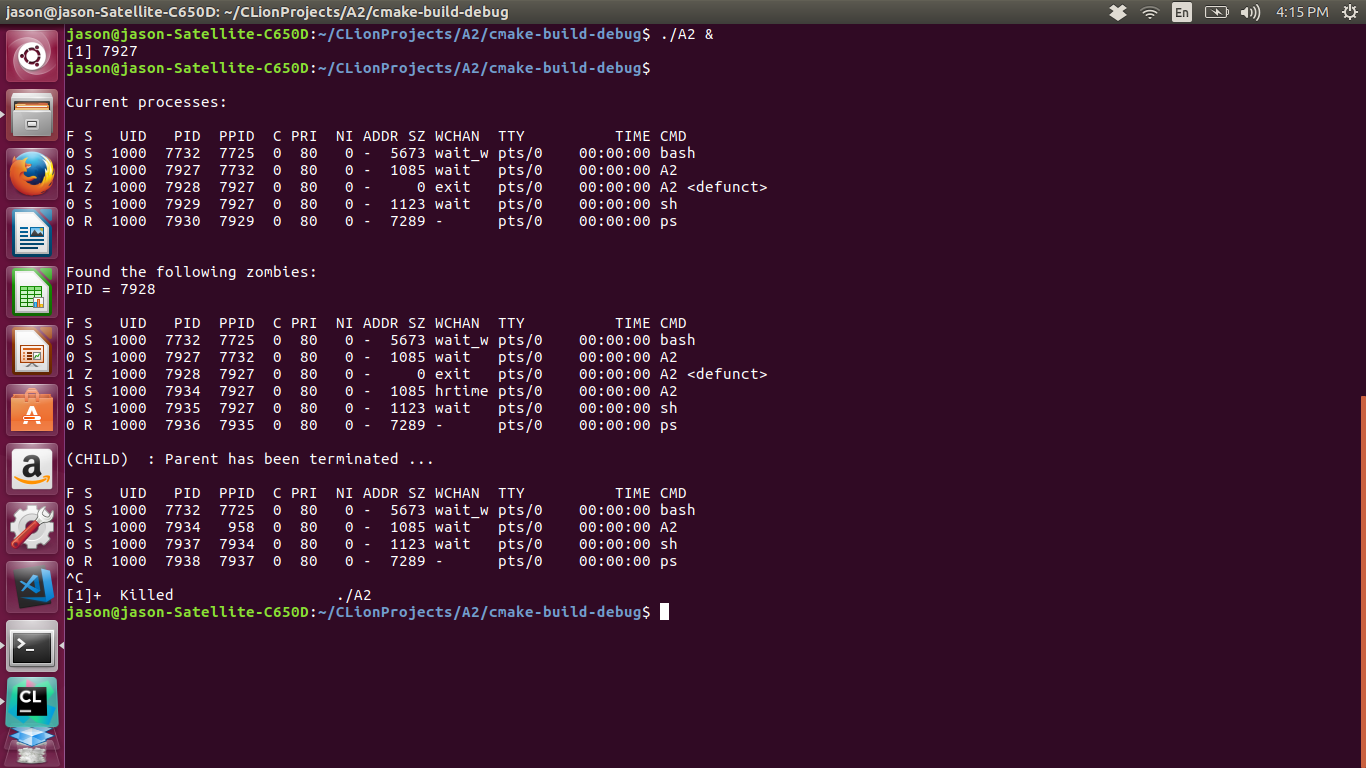 jason@jason-Satellite-C650D: ~/CLionProjects/A2/cmake-build-debug En 4:15 PM
jason@jason-Satellite-C650D:~/CLionProjects/A2/cmake-build-debug$ ./A2 &
[1] 7927
jason@jason-Satellite-C650D:~/CLionProjects/A2/cmake-build-debug$
Current processes:
F S   UID   PID  PPID  C PRI  NI ADDR SZ WCHAN  TTY          TIME CMD
0 S  1000  7732  7725  0  80   0 -  5673 wait_w pts/0    00:00:00 bash
0 S  1000  7927  7732  0  80   0 -  1085 wait   pts/0    00:00:00 A2
1 Z  1000  7928  7927  0  80   0 -     0 exit   pts/0    00:00:00 A2 <defunct>
0 S  1000  7929  7927  0  80   0 -  1123 wait   pts/0    00:00:00 sh
0 R  1000  7930  7929  0  80   0 -  7289 -      pts/0    00:00:00 ps
Found the following zombies:
PID = 7928
F S   UID   PID  PPID  C PRI  NI ADDR SZ WCHAN  TTY          TIME CMD
0 S  1000  7732  7725  0  80   0 -  5673 wait_w pts/0    00:00:00 bash
0 S  1000  7927  7732  0  80   0 -  1085 wait   pts/0    00:00:00 A2
1 Z  1000  7928  7927  0  80   0 -     0 exit   pts/0    00:00:00 A2 <defunct>
1 S  1000  7934  7927  0  80   0 -  1085 hrtime pts/0    00:00:00 A2
0 S  1000  7935  7927  0  80   0 -  1123 wait   pts/0    00:00:00 sh
0 R  1000  7936  7935  0  80   0 -  7289 -      pts/0    00:00:00 ps
(CHILD)  : Parent has been terminated ...
F S   UID   PID  PPID  C PRI  NI ADDR SZ WCHAN  TTY          TIME CMD
0 S  1000  7732  7725  0  80   0 -  5673 wait_w pts/0    00:00:00 bash
1 S  1000  7934   958  0  80   0 -  1085 wait   pts/0    00:00:00 A2
0 S  1000  7937  7934  0  80   0 -  1123 wait   pts/0    00:00:00 sh
0 R  1000  7938  7937  0  80   0 -  7289 -      pts/0    00:00:00 ps
^C
[1]+  Killed                  ./A2
jason@jason-Satellite-C650D:~/CLionProjects/A2/cmake-build-debug$
A
a
>_
CL